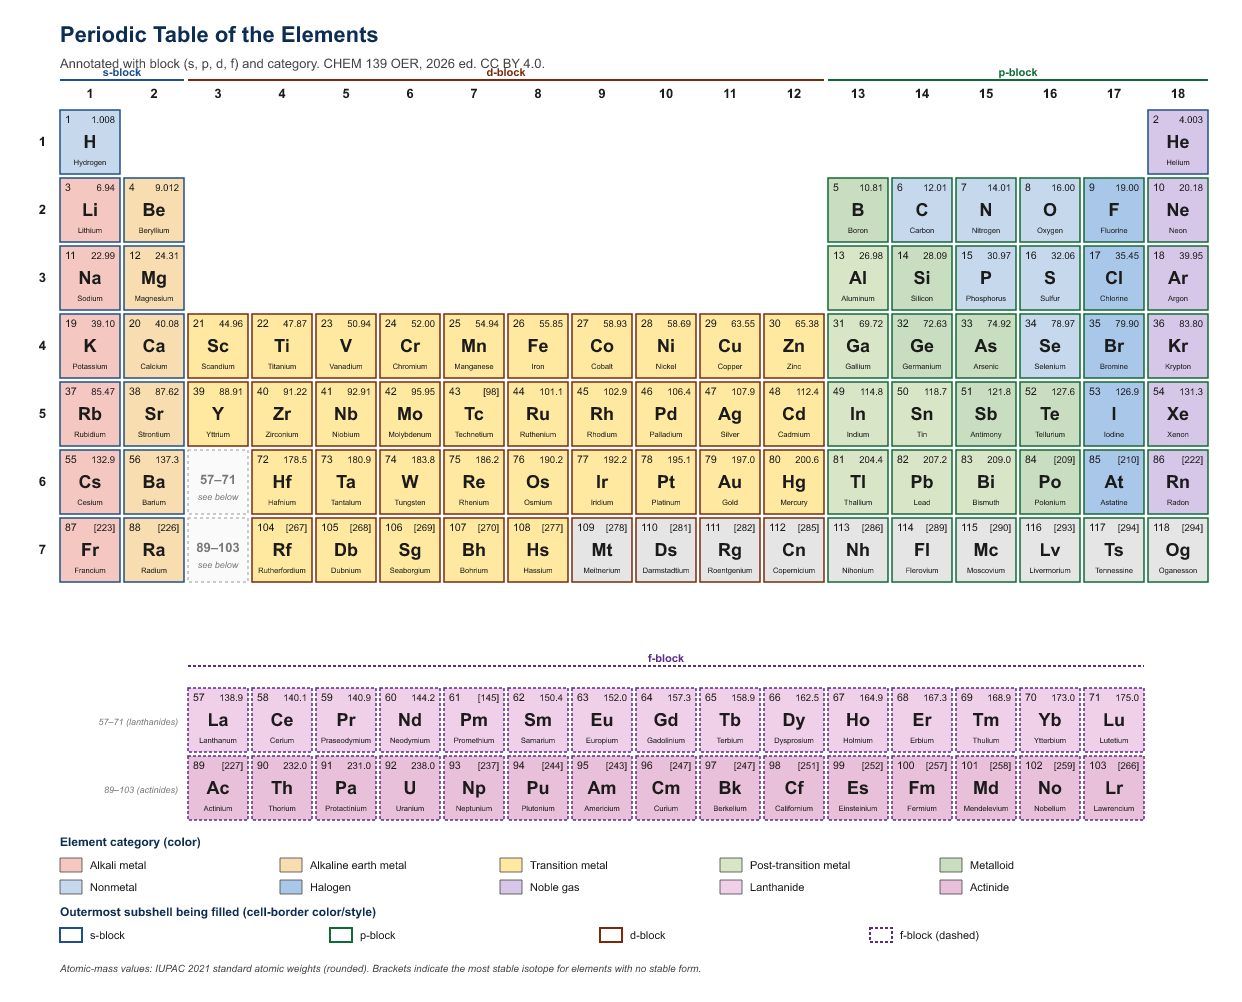 Periodic Table of the Elements
Annotated with block (s, p, d, f) and category. CHEM 139 OER, 2026 ed. CC BY 4.0.
s-block d-block p-block
1 2 3 4 5 6 7 8 9 10 11 12 13 14 15 16 17 18
1 1.008 2 4.003
1 H He
Hydrogen Helium
3 6.94 4 9.012 5 10.81 6 12.01 7 14.01 8 16.00 9 19.00 10 20.18
2 Li Be B C N O F Ne
Lithium Beryllium Boron Carbon Nitrogen Oxygen Fluorine Neon
11 22.99 12 24.31 13 26.98 14 28.09 15 30.97 16 32.06 17 35.45 18 39.95
3 Na Mg Al Si P S Cl Ar
Sodium Magnesium Aluminum Silicon Phosphorus Sulfur Chlorine Argon
19 39.10 20 40.08 21 44.96 22 47.87 23 50.94 24 52.00 25 54.94 26 55.85 27 58.93 28 58.69 29 63.55 30 65.38 31 69.72 32 72.63 33 74.92 34 78.97 35 79.90 36 83.80
4 K Ca Sc Ti V Cr Mn Fe Co Ni Cu Zn Ga Ge As Se Br Kr
Potassium Calcium Scandium Titanium Vanadium Chromium Manganese Iron Cobalt Nickel Copper Zinc Gallium Germanium Arsenic Selenium Bromine Krypton
37 85.47 38 87.62 39 88.91 40 91.22 41 92.91 42 95.95 43 [98] 44 101.1 45 102.9 46 106.4 47 107.9 48 112.4 49 114.8 50 118.7 51 121.8 52 127.6 53 126.9 54 131.3
5 Rb Sr Y Zr Nb Mo Tc Ru Rh Pd Ag Cd In Sn Sb Te I Xe
Rubidium Strontium Yttrium Zirconium Niobium Molybdenum Technetium Ruthenium Rhodium Palladium Silver Cadmium Indium Tin Antimony Tellurium Iodine Xenon
55 132.9 56 137.3 72 178.5 73 180.9 74 183.8 75 186.2 76 190.2 77 192.2 78 195.1 79 197.0 80 200.6 81 204.4 82 207.2 83 209.0 84 [209] 85 [210] 86 [222]
6 Cs Ba 57–71 Hf Ta W Re Os Ir Pt Au Hg Tl Pb Bi Po At Rn
Cesium Barium see below Hafnium Tantalum Tungsten Rhenium Osmium Iridium Platinum Gold Mercury Thallium Lead Bismuth Polonium Astatine Radon
87 [223] 88 [226] 104 [267] 105 [268] 106 [269] 107 [270] 108 [277] 109 [278] 110 [281] 111 [282] 112 [285] 113 [286] 114 [289] 115 [290] 116 [293] 117 [294] 118 [294]
7 Fr Ra 89–103 Rf Db Sg Bh Hs Mt Ds Rg Cn Nh Fl Mc Lv Ts Og
Francium Radium see below Rutherfordium Dubnium Seaborgium Bohrium Hassium Meitnerium Darmstadtium Roentgenium Copernicium Nihonium Flerovium Moscovium Livermorium Tennessine Oganesson
f-block
57 138.9 58 140.1 59 140.9 60 144.2 61 [145] 62 150.4 63 152.0 64 157.3 65 158.9 66 162.5 67 164.9 68 167.3 69 168.9 70 173.0 71 175.0
57–71 (lanthanides) La Ce Pr Nd Pm Sm Eu Gd Tb Dy Ho Er Tm Yb Lu
Lanthanum Cerium Praseodymium Neodymium Promethium Samarium Europium Gadolinium Terbium Dysprosium Holmium Erbium Thulium Ytterbium Lutetium
89 [227] 90 232.0 91 231.0 92 238.0 93 [237] 94 [244] 95 [243] 96 [247] 97 [247] 98 [251] 99 [252] 100 [257] 101 [258] 102 [259] 103 [266]
89–103 (actinides) Ac Th Pa U Np Pu Am Cm Bk Cf Es Fm Md No Lr
Actinium Thorium Protactinium Uranium Neptunium Plutonium Americium Curium Berkelium Californium Einsteinium Fermium Mendelevium Nobelium Lawrencium
Element category (color)
Alkali metal Alkaline earth metal Transition metal Post-transition metal Metalloid
Nonmetal Halogen Noble gas Lanthanide Actinide
Outermost subshell being filled (cell-border color/style)
s-block p-block d-block f-block (dashed)
Atomic-mass values: IUPAC 2021 standard atomic weights (rounded). Brackets indicate the most stable isotope for elements with no stable form.